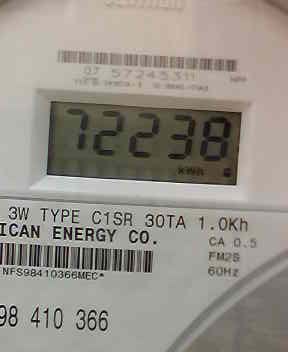 07 57245311
72238
KWH
3W TYPE C1SR 30TA 1.0Kh
ICAN ENERGY CO.
CA 0.5
FM2S
60Hz
NFS98410366MEC*
98 410 366